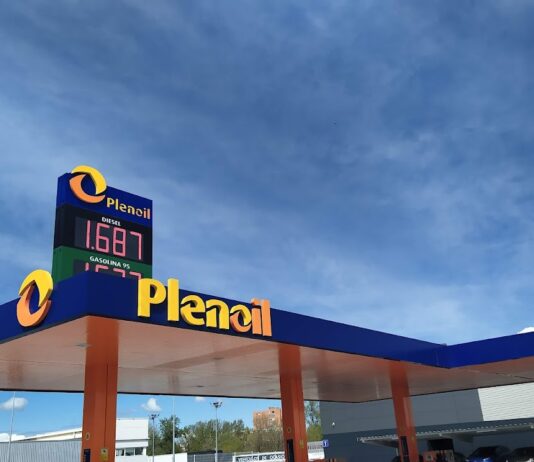 Plenoil
DIESEL
1.687
GASOLINA 95
Plenoil